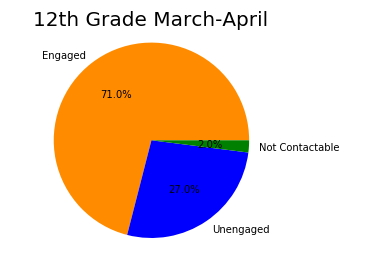 12th Grade March-April
Engaged
71.0%
2.0%
Not Contactable
27.0%
Unengaged